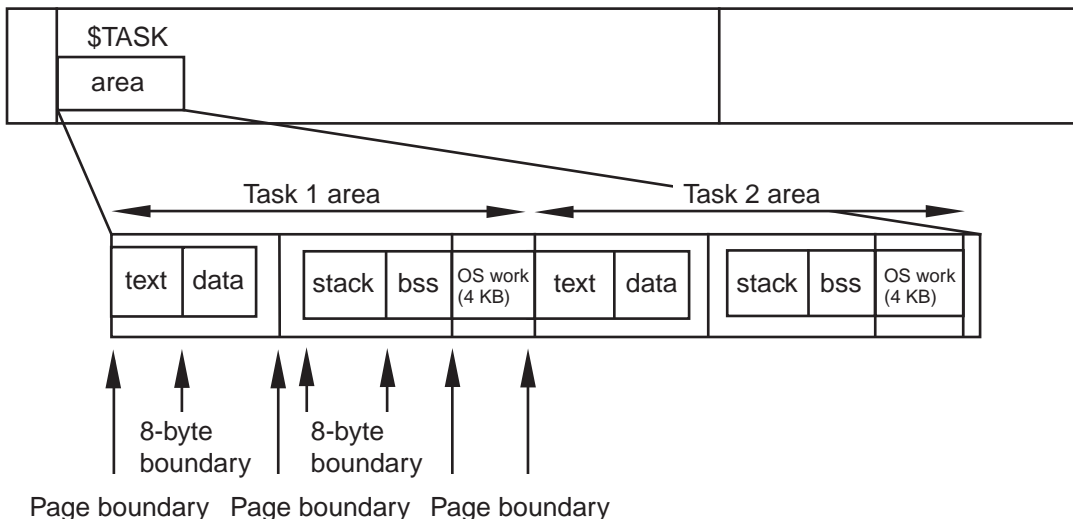 $TASK
area
Task 1 area
Task 2 area
text
data
stack
bss
OS work
(4 KB)
text
data
stack
bss
OS work
(4 KB)
8-byte
boundary
8-byte
boundary
Page boundary
Page boundary
Page boundary